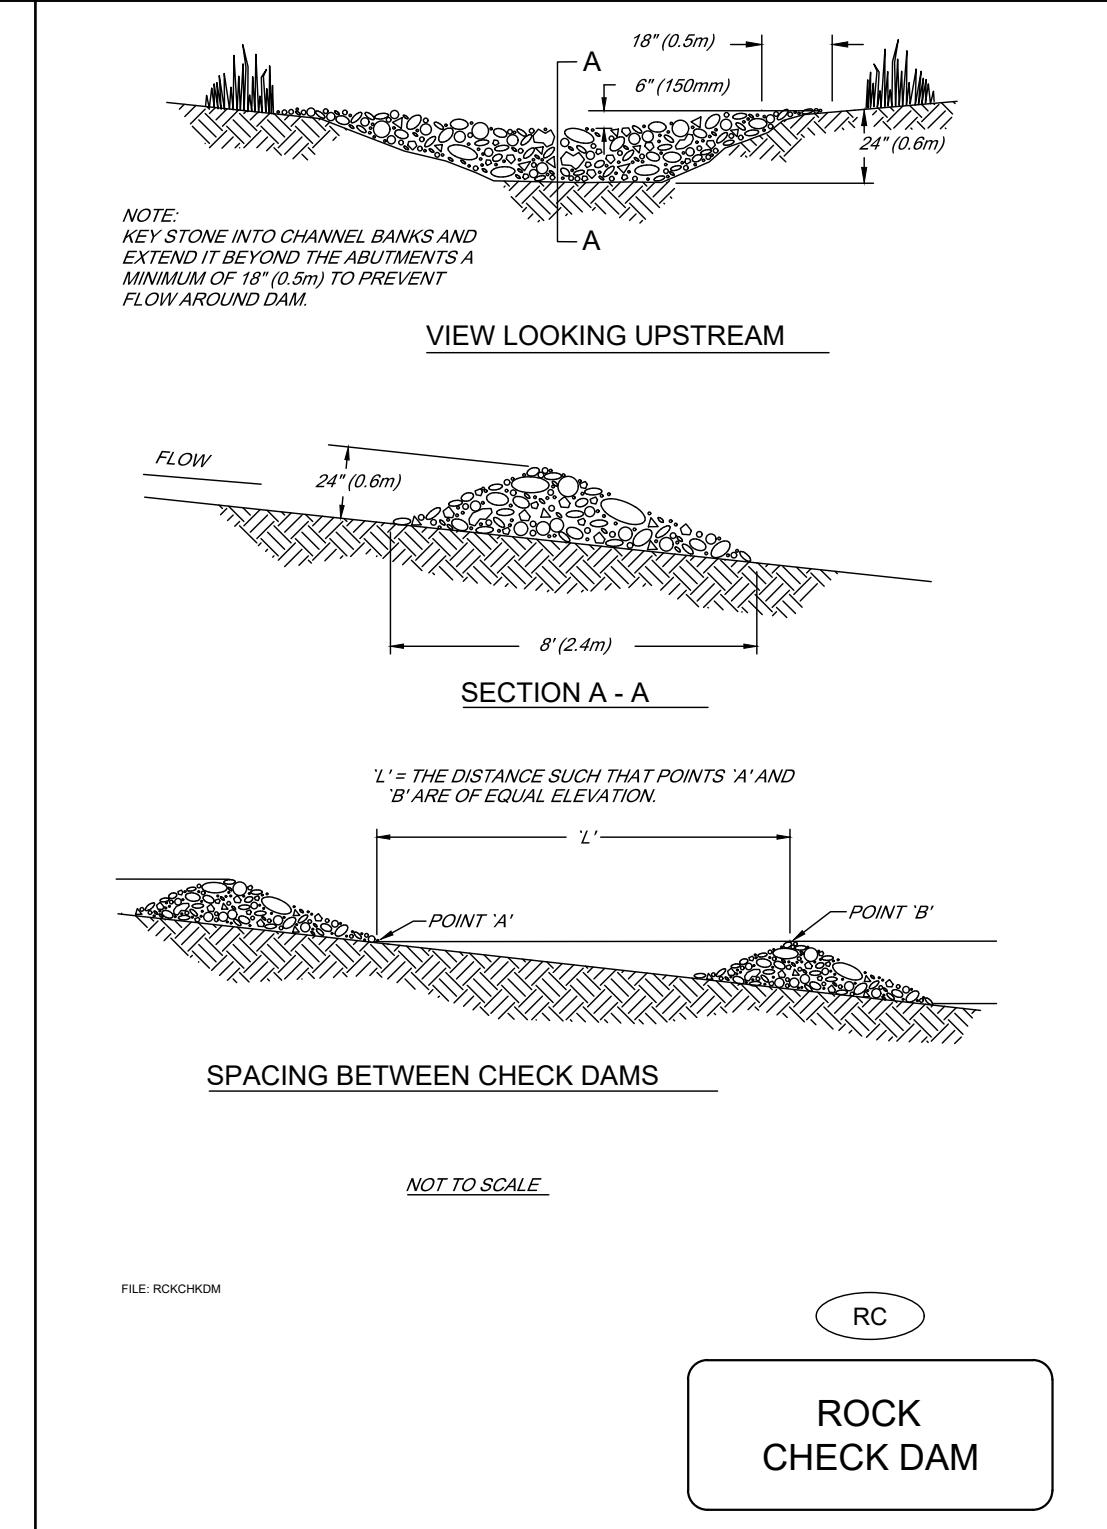 18" (0.5m)
A
6" (150mm)
24" (0.6m)
A
NOTE:
KEY STONE INTO CHANNEL BANKS AND
EXTEND IT BEYOND THE ABUTMENTS A
MINIMUM OF 18" (0.5m) TO PREVENT
FLOW AROUND DAM.
VIEW LOOKING UPSTREAM
FLOW
24" (0.6m)
8' (2.4m)
SECTION A - A
`L' = THE DISTANCE SUCH THAT POINTS `A' AND
`B' ARE OF EQUAL ELEVATION.
`L'
POINT `A'
POINT `B'
SPACING BETWEEN CHECK DAMS
NOT TO SCALE
FILE: RCKCHKDM
RC
ROCK
CHECK DAM